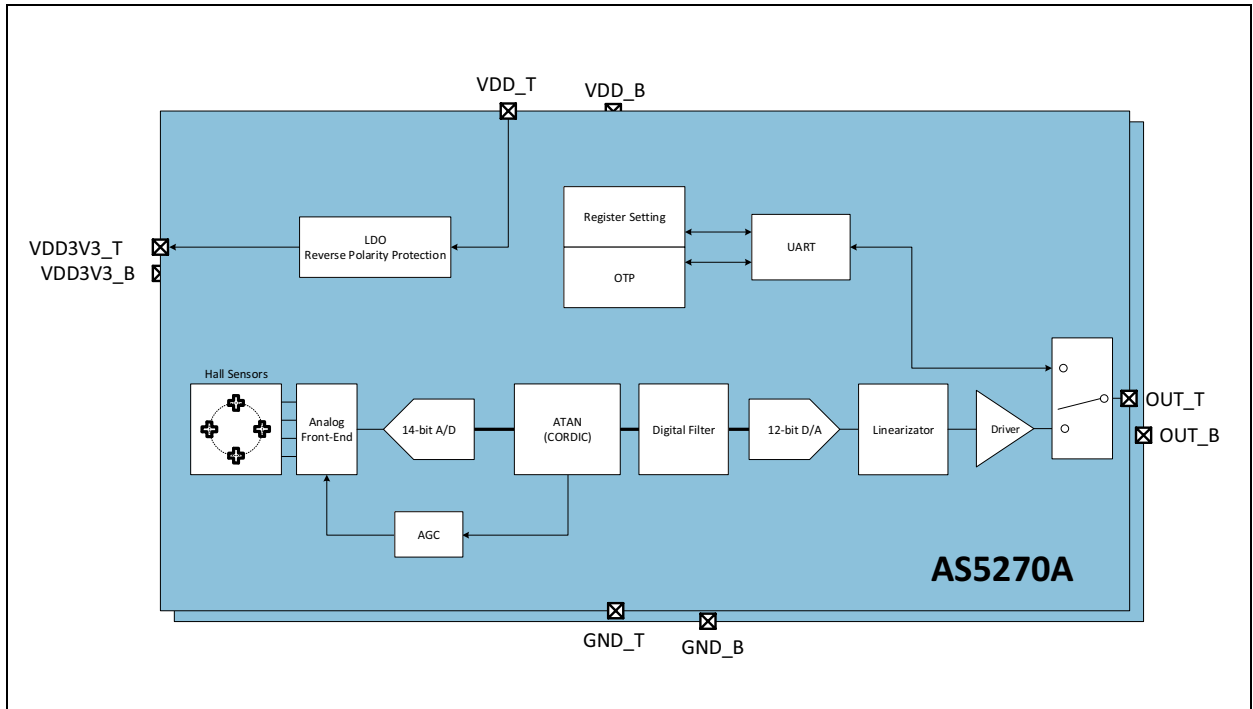 VDD_T
VDD_B
Register Setting
LDO
Reverse Polarity Protection
UART
VDD3V3_T
VDD3V3_B
OTP
Hall Sensors
Analog
Front-End
14-bit A/D
ATAN
(CORDIC)
Digital Filter
12-bit D/A
Linearizator
Driver
OUT_T
OUT_B
AGC
AS5270A
GND_T
GND_B